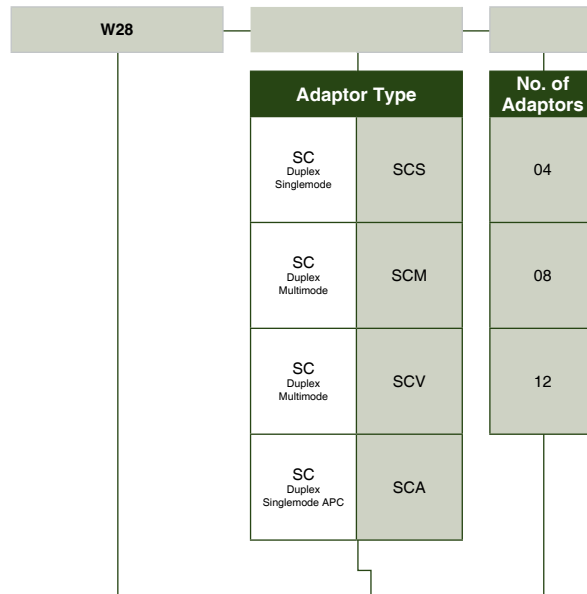 W28
Adaptor Type
SC
Duplex
Singlemode
SCS
SC
Duplex
Multimode
SCM
SC
Duplex
Multimode
SCV
SC
Duplex
Singlemode APC
SCA
No. of
Adaptors
04
08
12